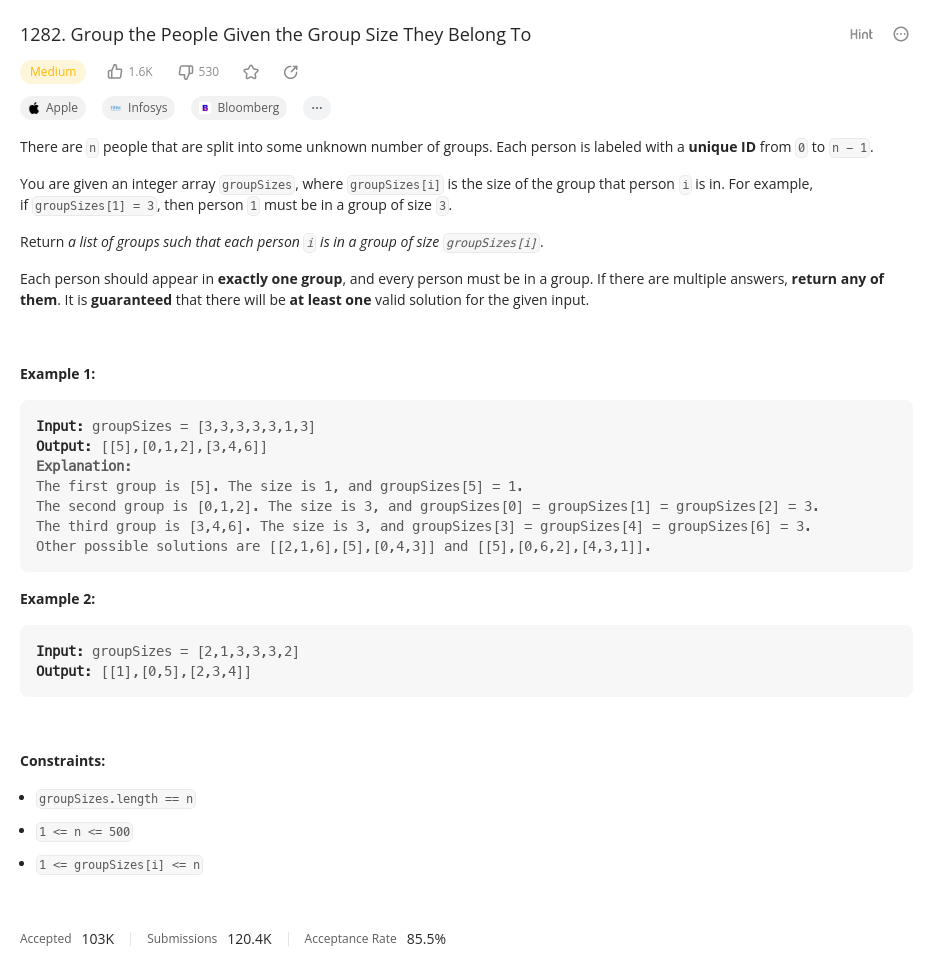 1282. Group the People Given the Group Size They Belong To
Hint
Medium 1.6K 530
Apple Infosys Bloomberg ...
There are n people that are split into some unknown number of groups. Each person is labeled with a unique ID from 0 to n - 1.
You are given an integer array groupSizes, where groupSizes[i] is the size of the group that person i is in. For example,
if groupSizes[1] = 3, then person 1 must be in a group of size 3.
Return a list of groups such that each person i is in a group of size groupSizes[i].
Each person should appear in exactly one group, and every person must be in a group. If there are multiple answers, return any of
them. It is guaranteed that there will be at least one valid solution for the given input.
Example 1:
Input: groupSizes = [3,3,3,3,3,1,3]
Output: [[5],[0,1,2],[3,4,6]]
Explanation:
The first group is [5]. The size is 1, and groupSizes[5] = 1.
The second group is [0,1,2]. The size is 3, and groupSizes[0] = groupSizes[1] = groupSizes[2] = 3.
The third group is [3,4,6]. The size is 3, and groupSizes[3] = groupSizes[4] = groupSizes[6] = 3.
Other possible solutions are [[2,1,6],[5],[0,4,3]] and [[5],[0,6,2],[4,3,1]].
Example 2:
Input: groupSizes = [2,1,3,3,3,2]
Output: [[1],[0,5],[2,3,4]]
Constraints:
groupSizes.length == n
1 <= n <= 500
1 <= groupSizes[i] <= n
Accepted 103K Submissions 120.4K Acceptance Rate 85.5%